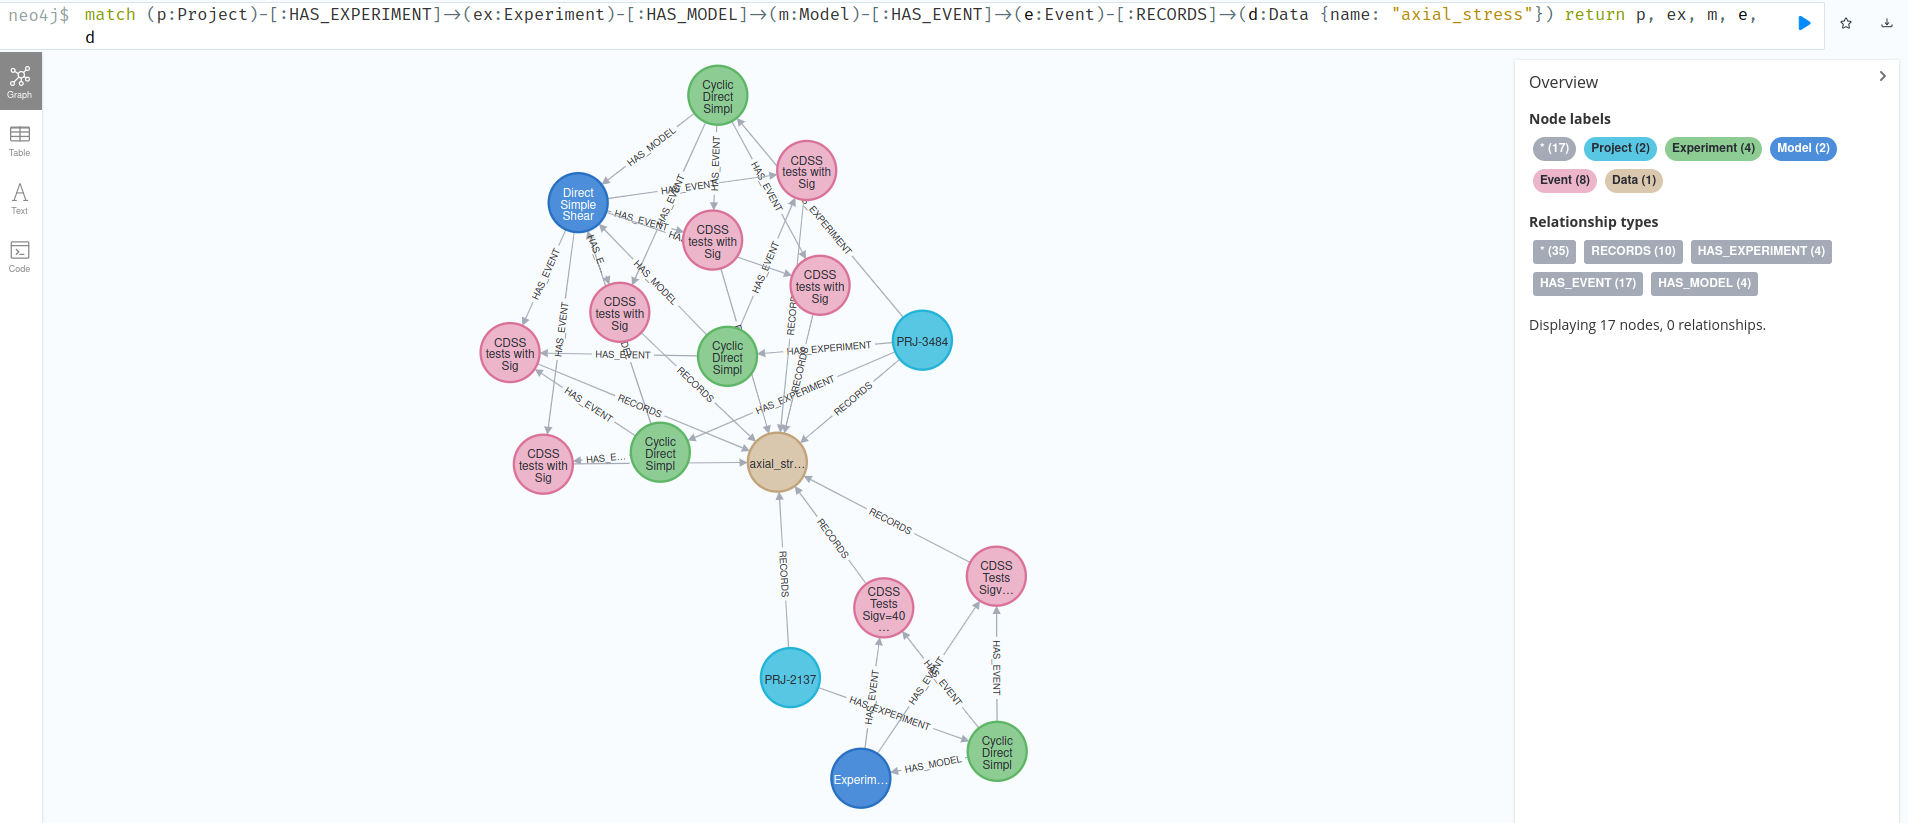 neo4j$ match (p:Project)-[:HAS_EXPERIMENT]->(ex:Experiment)-[:HAS_MODEL]->(m:Model)-[:HAS_EVENT]->(e:Event)-[:RECORDS]->(d:Data {name: "axial_stress"}) return p, ex, m, e,
d
Graph
Table
Text
Code
Cyclic
Direct
Simpl
HAS_MODEL
HAS_EVENT
HAS_EVENT
HAS_EVENT
CDSS
tests with
Sig
Direct
Simple
Shear
HAS_EVENT
HAS_EVENT
CDSS
tests with
Sig
HAS_EVENT
HAS_E
HAS_MODEL
HAS_EVENT
CDSS
tests with
Sig
CDSS
tests with
Sig
HAS_EVENT
RECORDS
PRJ-3484
CDSS
tests with
Sig
HAS_EVENT
Cyclic
Direct
Simpl
HAS_EXPERIMENT
HAS_EVENT
RECORDS
RECORDS
HAS_EXPERIMENT
RECORDS
RECORDS
CDSS
tests with
Sig
HAS_E...
Cyclic
Direct
Simpl
axial_str...
RECORDS
RECORDS
RECORDS
CDSS
Tests
Sigv=40
...
CDSS
Tests
Sigv...
PRJ-2137
HAS_EVENT
HAS_EVENT
HAS_EVENT
HAS_EVENT
HAS_EXPERIMENT
Experim...
HAS_MODEL
Cyclic
Direct
Simpl
Overview
Node labels
* (17) Project (2) Experiment (4) Model (2)
Event (8) Data (1)
Relationship types
* (35) RECORDS (10) HAS_EXPERIMENT (4)
HAS_EVENT (17) HAS_MODEL (4)
Displaying 17 nodes, 0 relationships.